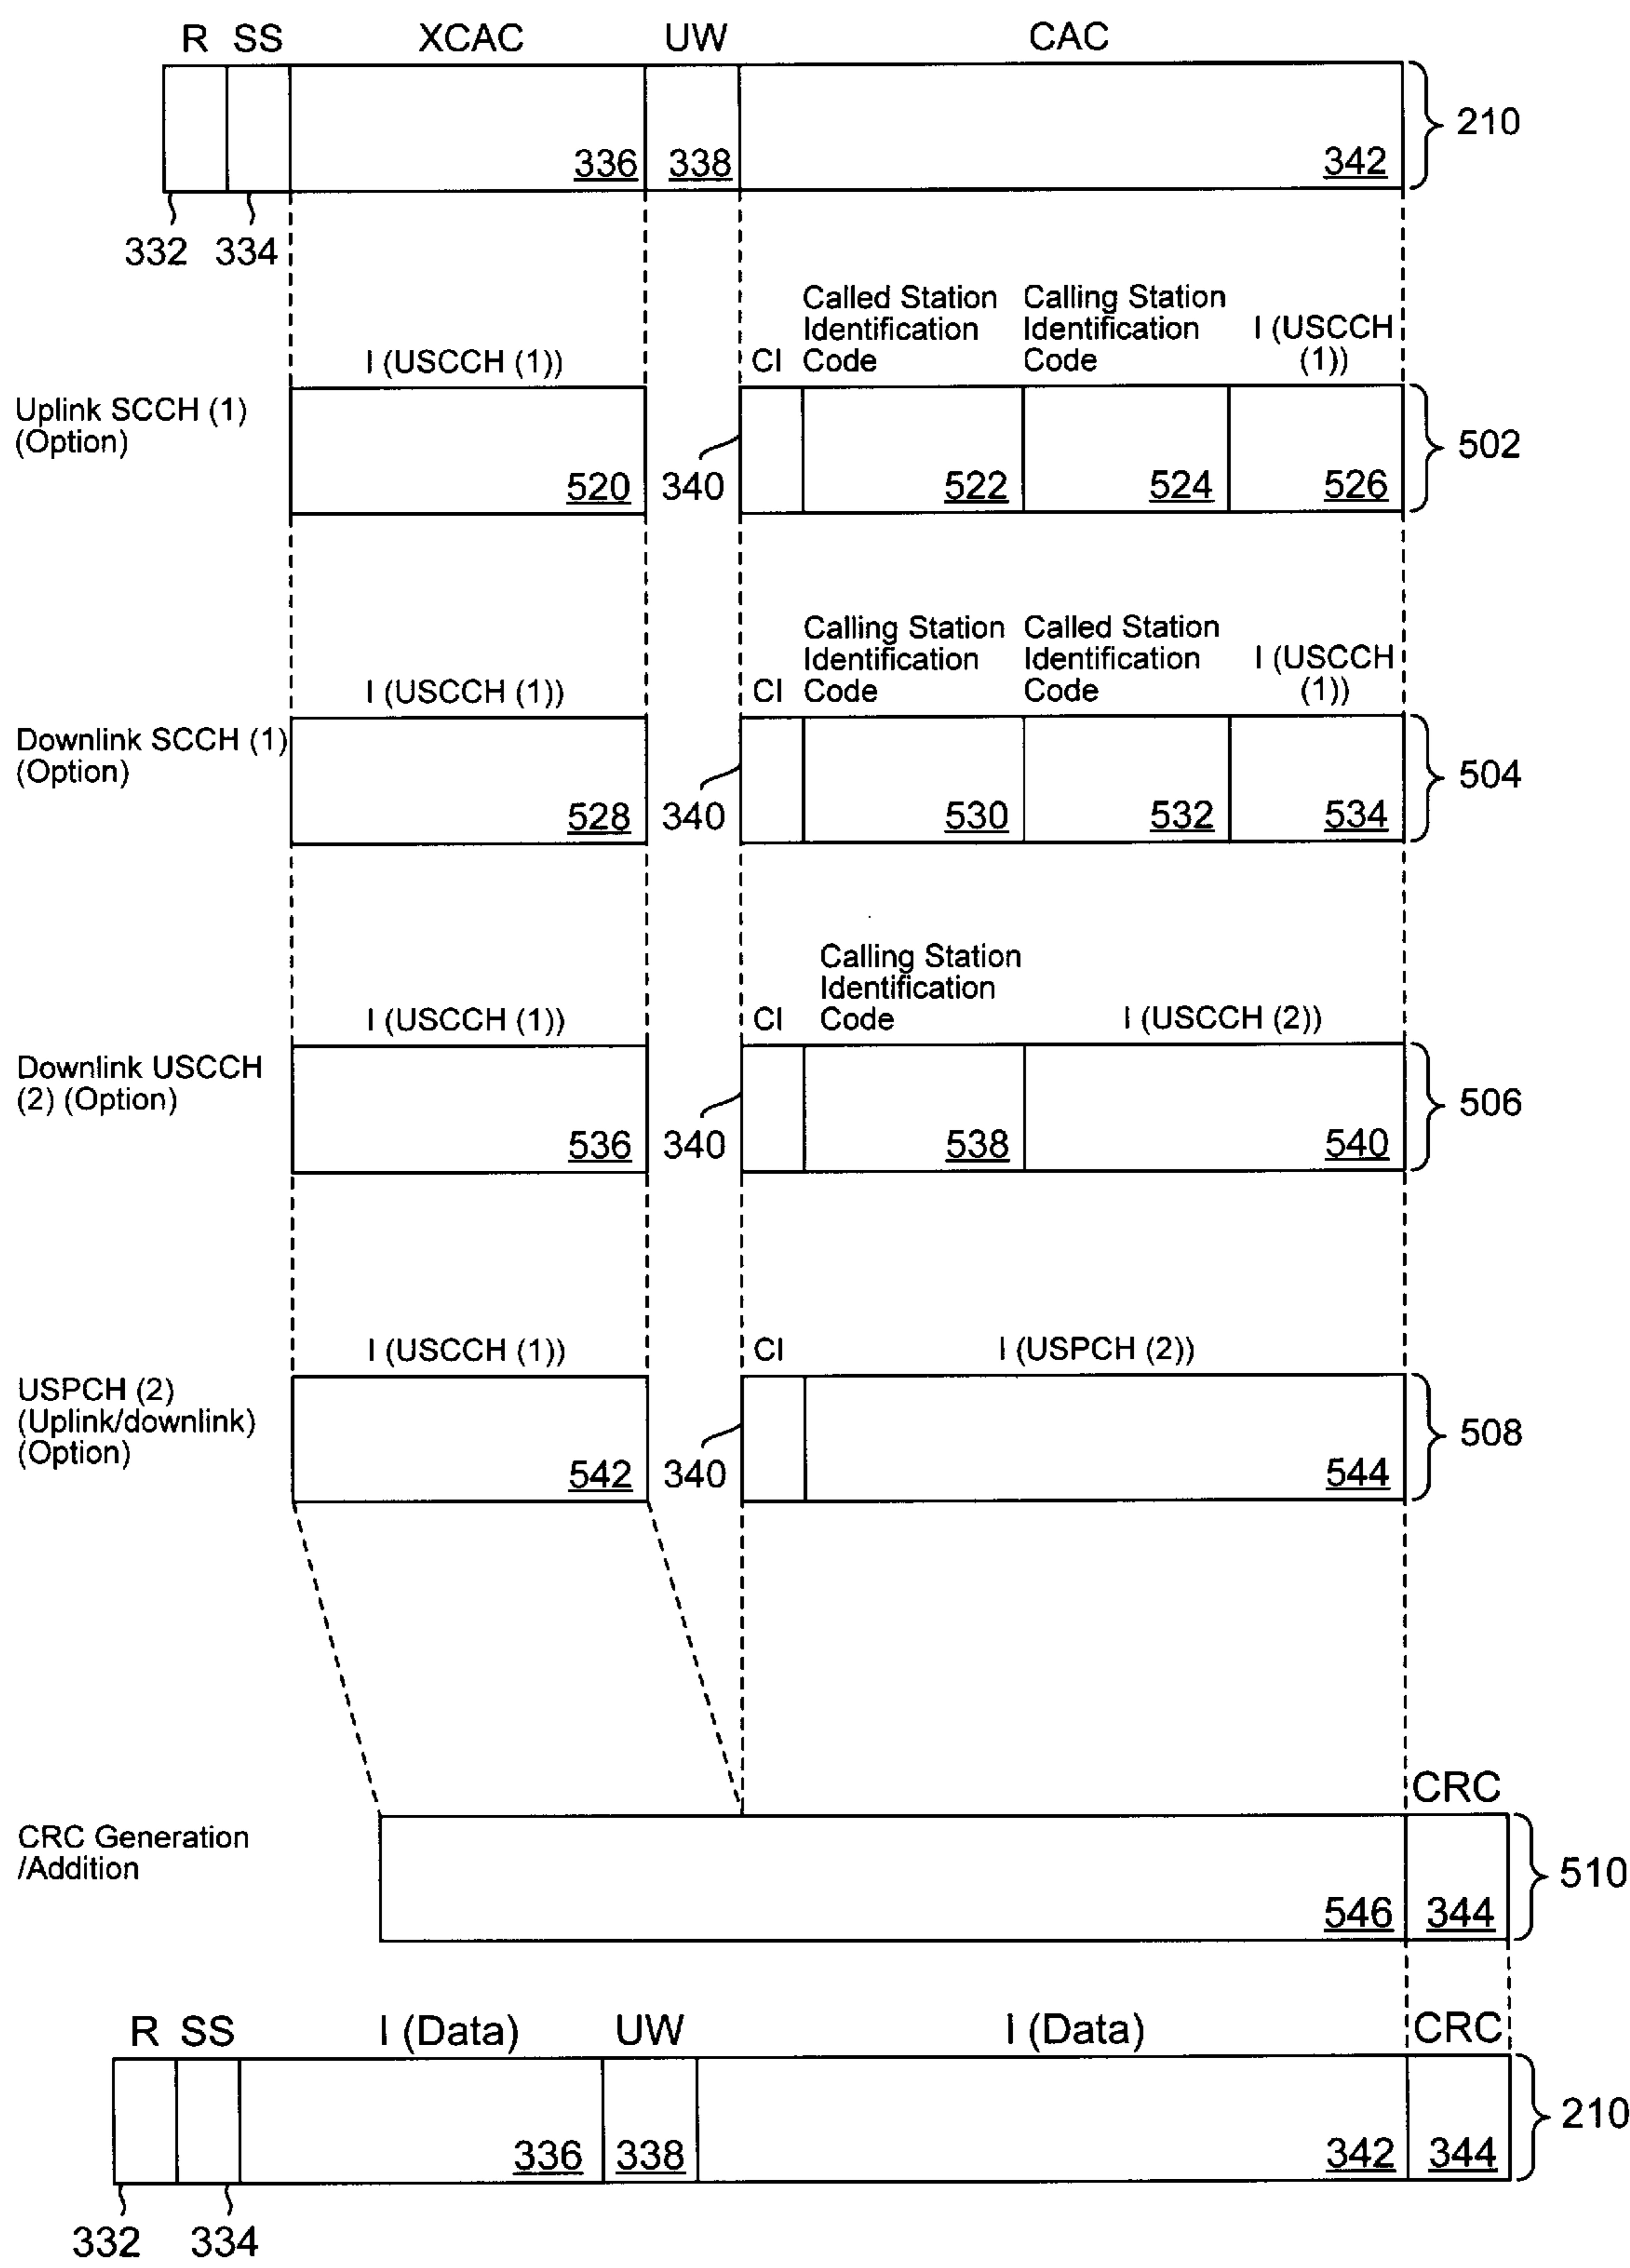 R SS XCAC UW CAC
336 338 342 210
332 334
Called Station Calling Station
Identification Identification I (USCCH
I (USCCH (1)) CI Code Code (1))
Uplink SCCH (1)
(Option)
520 340 522 524 526 502
Calling Station Called Station
Identification Identification I (USCCH
I (USCCH (1)) CI Code Code (1))
Downlink SCCH (1)
(Option)
528 340 530 532 534 504
Calling Station
Identification
I (USCCH (1)) CI Code I (USCCH (2))
Downlink USCCH
(2) (Option)
536 340 538 540 506
I (USCCH (1)) CI I (USPCH (2))
USPCH (2)
(Uplink/downlink)
(Option)
542 340 544 508
CRC
CRC Generation
/Addition
546 344 510
R SS I (Data) UW I (Data) CRC
336 338 342 344 210
332 334